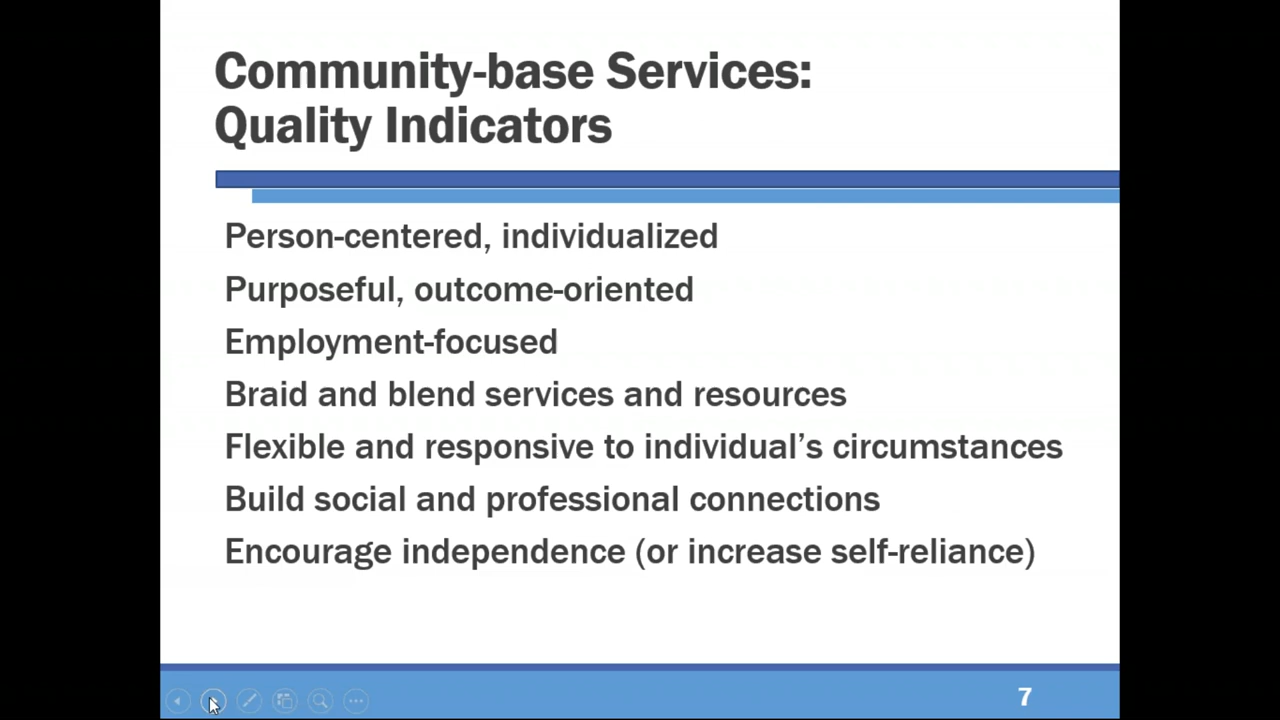 Community-base Services:
Quality Indicators
Person-centered, individualized
Purposeful, outcome-oriented
Employment-focused
Braid and blend services and resources
Flexible and responsive to individual’s circumstances
Build social and professional connections
Encourage independence (or increase self-reliance)
7